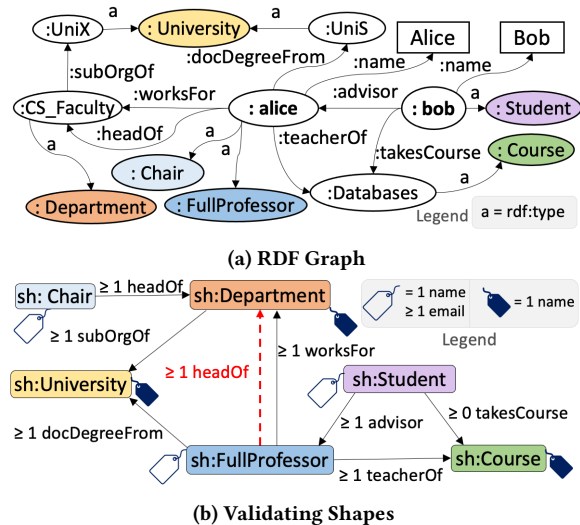 a
a
: UniX
: University
: UniS
Alice
Bob
:docDegreeFrom
:name
:name
:subOrgOf
:worksFor
:advisor
a
:CS_Faculty
: alice
: bob
: Student
:headOf
a
:teacherOf
a
a
:takesCourse
: Course
: Chair
a
: Department
: FullProfessor
:Databases
Legend
a = rdf:type
(a) RDF Graph
sh: Chair
≥ 1 headOf
sh:Department
= 1 name
≥ 1 email
= 1 name
Legend
≥ 1 subOrgOf
≥ 1 headOf
≥ 1 worksFor
sh:University
sh:Student
≥ 1 docDegreeFrom
≥ 1 advisor
≥ 0 takesCourse
sh:FullProfessor
≥ 1 teacherOf
sh:Course
(b) Validating Shapes